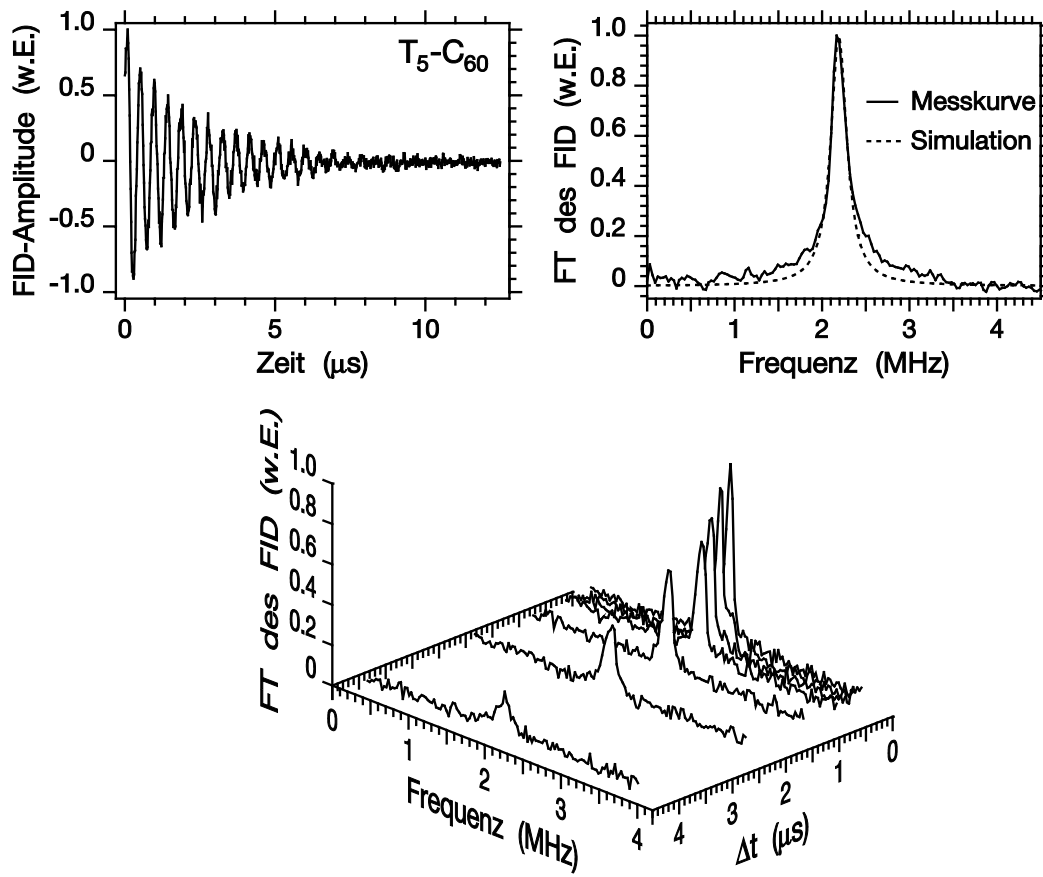 FID-Amplitude (w.E.)
1.0
0.5
0
-0.5
-1.0
T5-C60
0 5 10
Zeit (μs)
FT des FID (w.E.)
1.0
0.8
0.6
0.4
0.2
0
Messkurve
Simulation
0 1 2 3 4
Frequenz (MHz)
FT des FID (w.E.)
1.0
0.8
0.6
0.4
0.2
0
0 1 2 3 4
Frequenz (MHz)
4 3 2 1 0
Δt (μs)